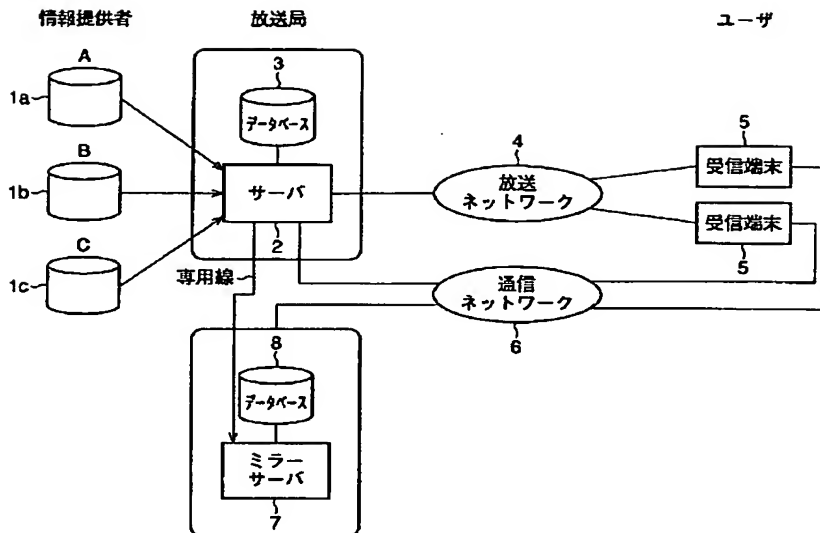 情報提供者
放送局
ユーザ
A
1a
B
1b
C
1c
3
データベース
サーバ
2
専用線
4
放送
ネットワーク
5
受信端末
受信端末
5
通信
ネットワーク
6
8
データベース
ミラー
サーバ
7